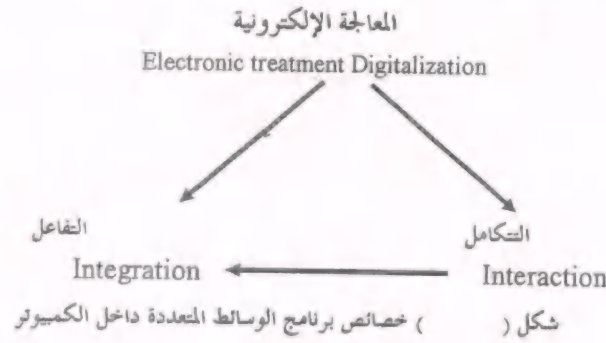 المعالجة الإلكترونية
Electronic treatment Digitalization
التكامل
التفاعل
Interaction
Integration
شكل ( ) خصائص برنامج الوسائط المتعددة داخل الكمبيوتر